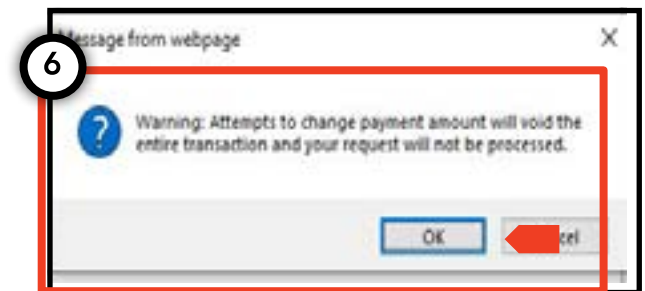 Message from webpage
6
Warning: Attempts to change payment amount will void the
entire transaction and your request will not be processed.
OK